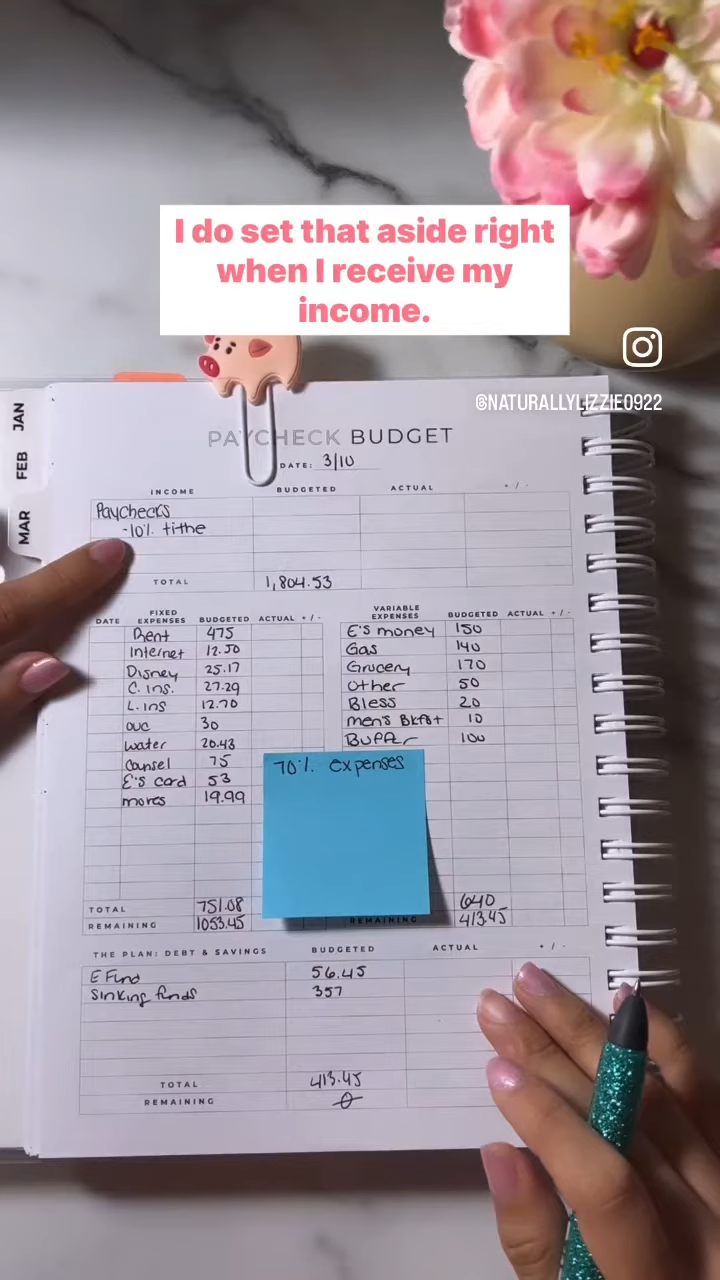 I do set that aside right
when I receive my
income.
@NATURALLYLIZZIE0922
JAN
FEB
MAR
PAYCHECK BUDGET
DATE: 3/10
INCOME BUDGETED ACTUAL + / -
Paychecks
-10% tithe
TOTAL 1,804.53
DATE FIXED EXPENSES BUDGETED ACTUAL + / -
Rent 475
Internet 12.50
Disney 25.17
C. ins. 27.29
L. ins 12.70
OUC 30
water 20.43
Counsel 75
E's card 53
moves 19.99
TOTAL 751.08
REMAINING 1053.45
VARIABLE EXPENSES BUDGETED ACTUAL + / -
E's money 150
Gas 140
Grocery 170
Other 50
Bless 20
men's Bkfst 10
Buffer 100
70% expenses
640
REMAINING 413.45
THE PLAN: DEBT & SAVINGS BUDGETED ACTUAL + / -
E Fund 56.45
Sinking funds 357
TOTAL 413.45
REMAINING 0